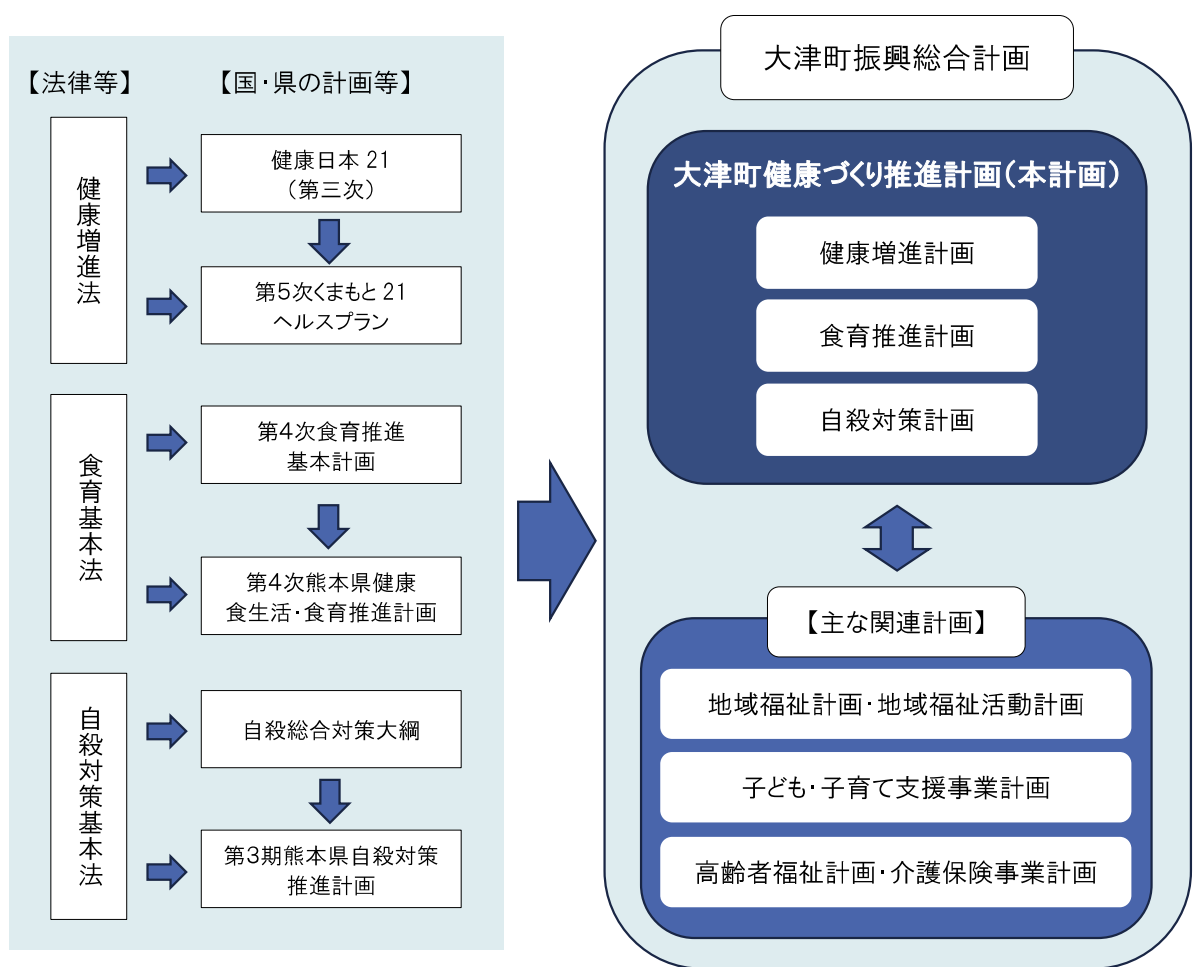 【法律等】
【国・県の計画等】
健康増進法
健康日本 21
（第三次）
第5次くまもと 21
ヘルスプラン
食育基本法
第4次食育推進
基本計画
第4次熊本県健康
食生活・食育推進計画
自殺対策基本法
自殺総合対策大綱
第3期熊本県自殺対策
推進計画
大津町振興総合計画
大津町健康づくり推進計画（本計画）
健康増進計画
食育推進計画
自殺対策計画
【主な関連計画】
地域福祉計画・地域福祉活動計画
子ども・子育て支援事業計画
高齢者福祉計画・介護保険事業計画